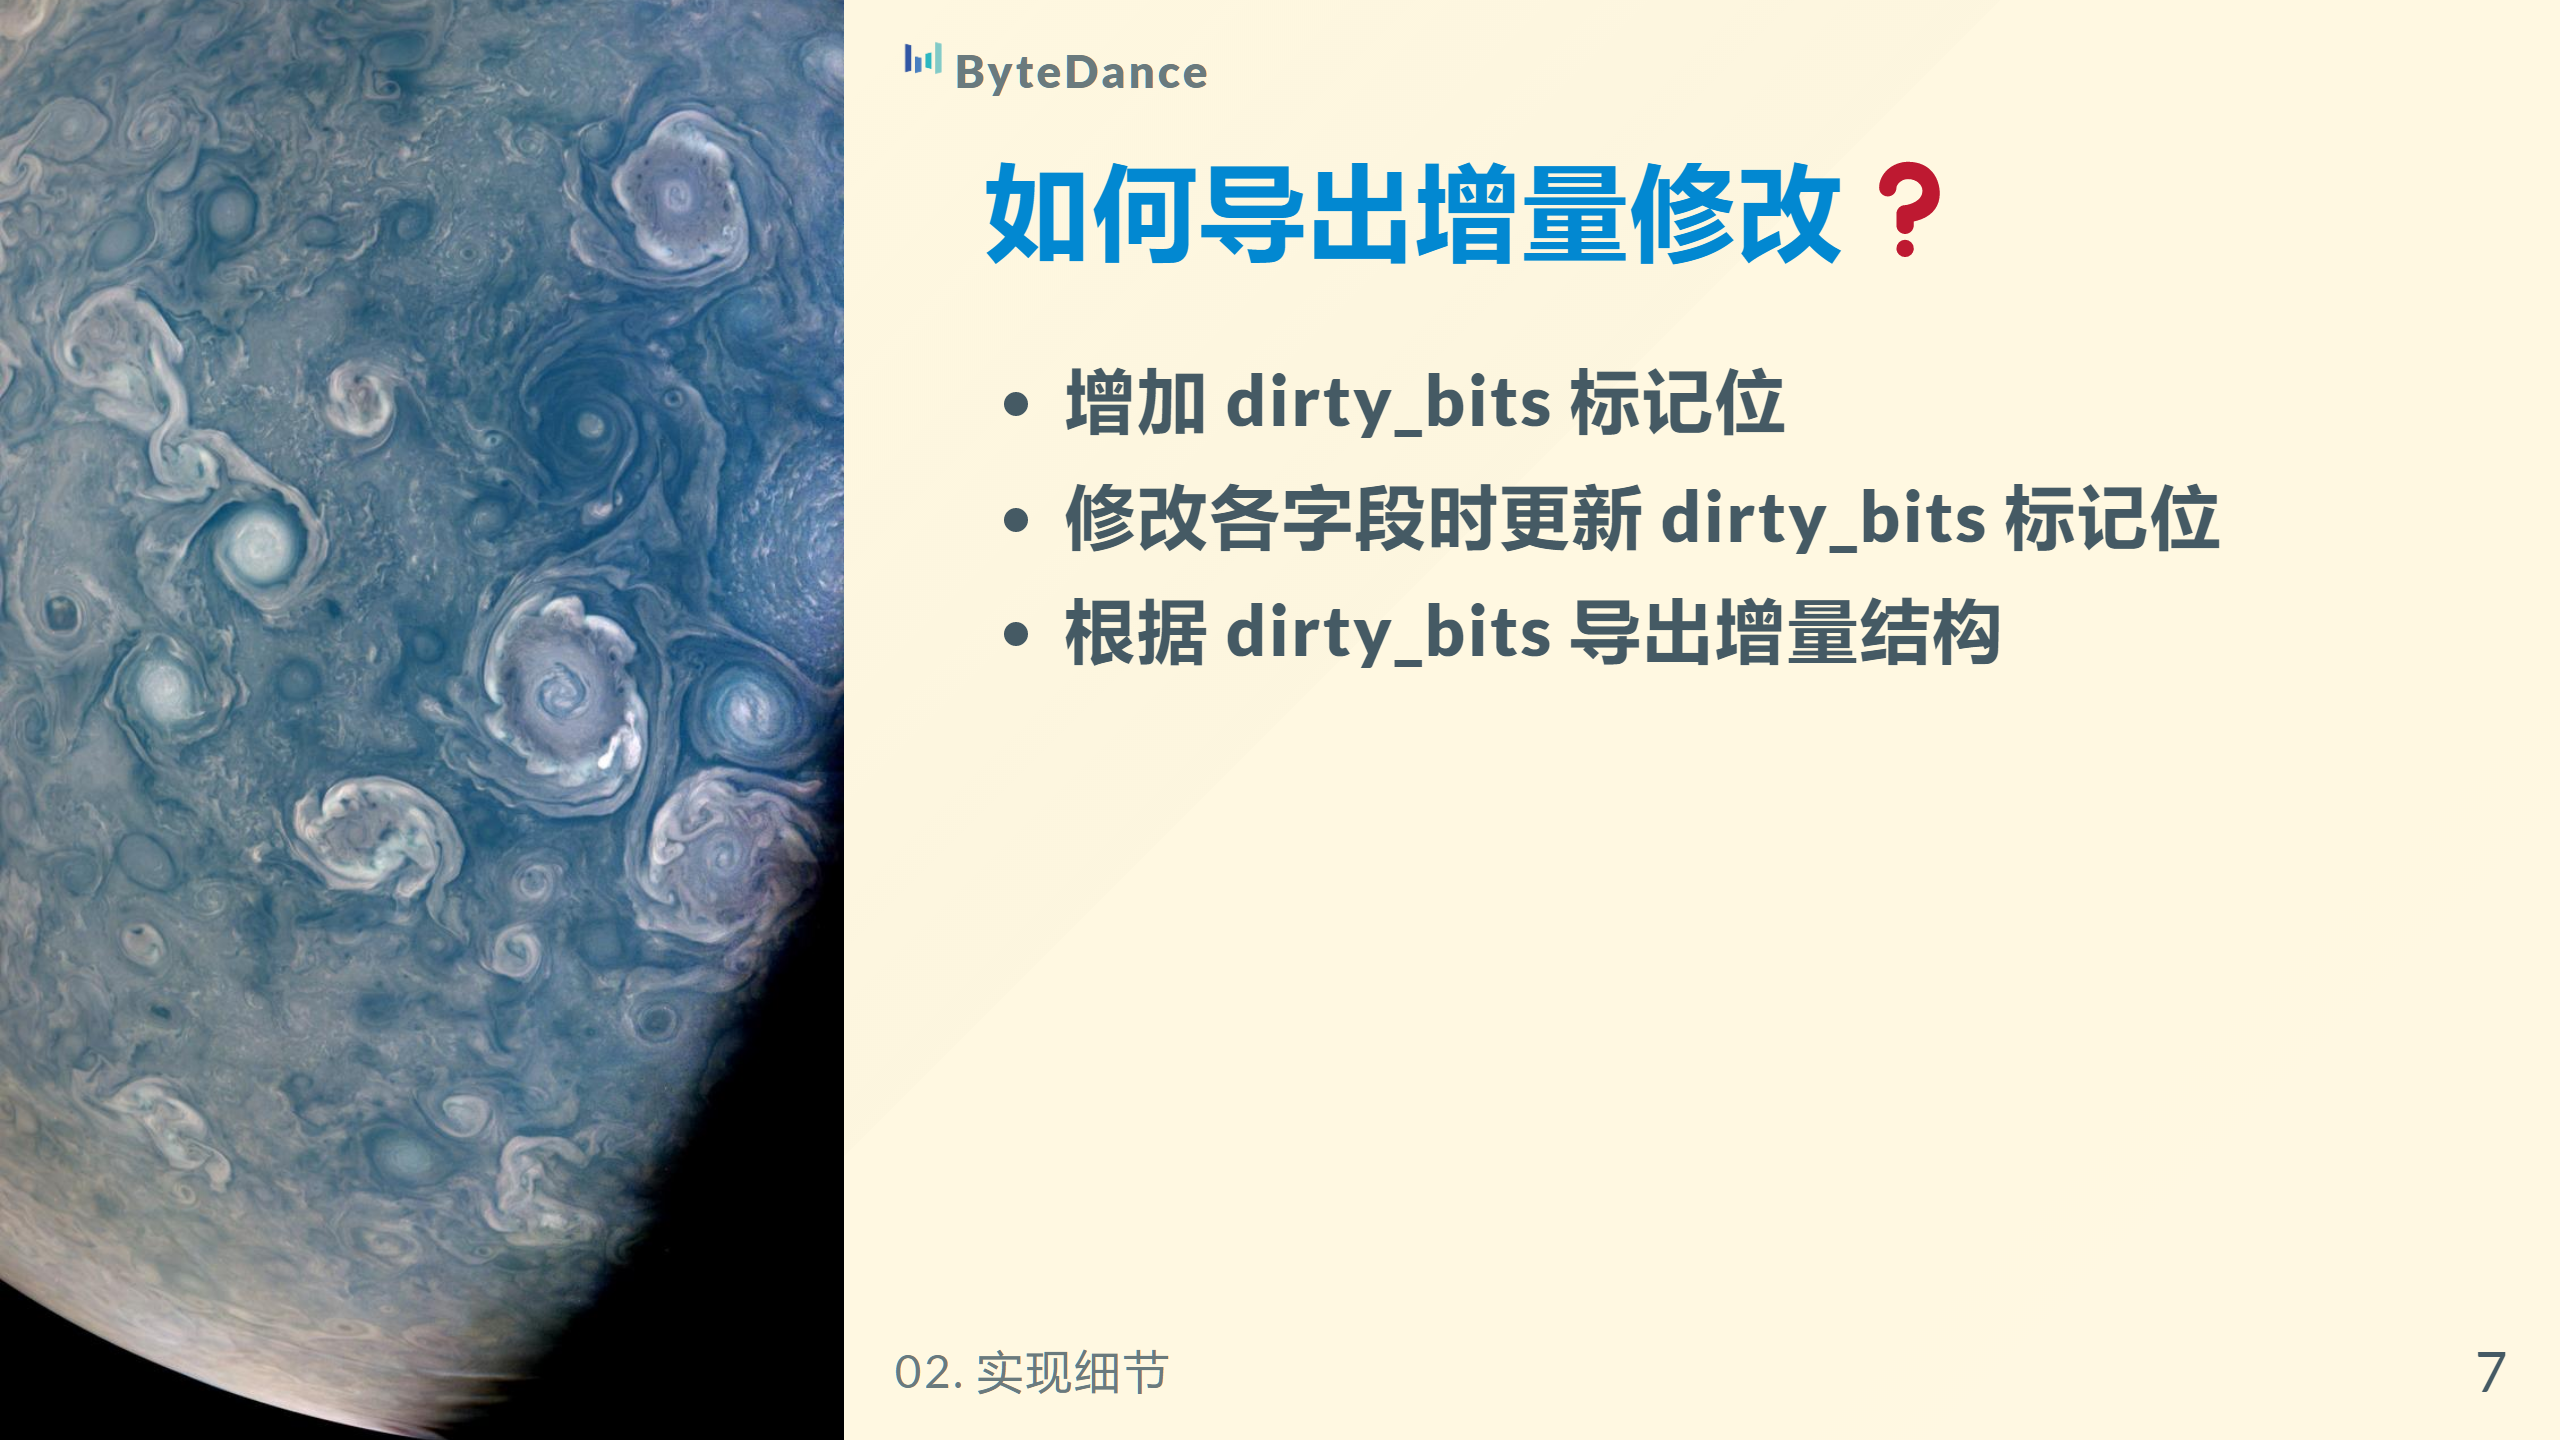 ByteDance
如何导出增量修改❓
• 增加 dirty_bits 标记位
• 修改各字段时更新 dirty_bits 标记位
• 根据 dirty_bits 导出增量结构
02. 实现细节
7